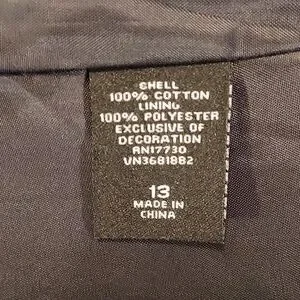 SHELL
100% COTTON
LINING
100% POLYESTER
EXCLUSIVE OF
DECORATION
RN17730
VN3681882
13
MADE IN
CHINA